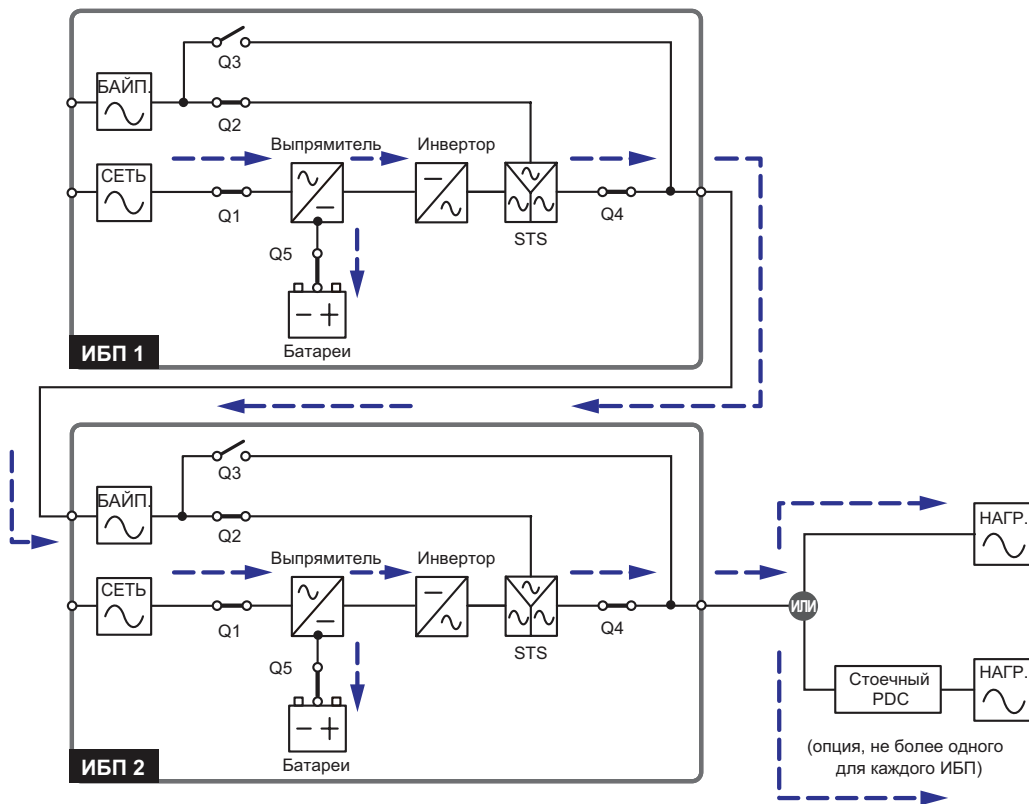 Q3
БАЙП.
Q2
Выпрямитель
Инвертор
СЕТЬ
Q1
Q4
STS
Q5
Батареи
ИБП 1
Q3
БАЙП.
Q2
Выпрямитель
Инвертор
СЕТЬ
Q1
Q4
STS
Q5
Батареи
ИБП 2
НАГР.
ИЛИ
Стоечный
PDC
НАГР.
(опция, не более одного
для каждого ИБП)